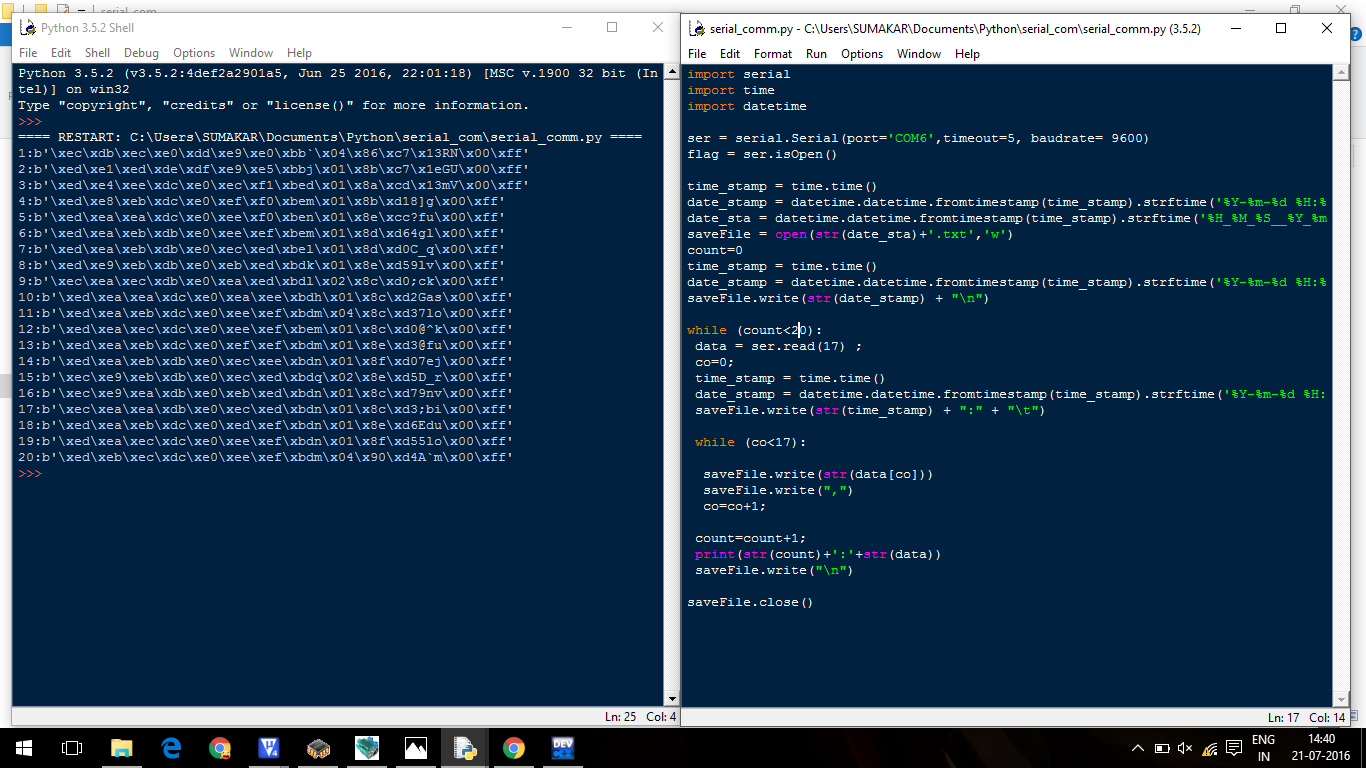 serial_com
Python 3.5.2 Shell
File Edit Shell Debug Options Window Help
Python 3.5.2 (v3.5.2:4def2a2901a5, Jun 25 2016, 22:01:18) [MSC v.1900 32 bit (In
tel)] on win32
Type "copyright", "credits" or "license()" for more information.
>>>
==== RESTART: C:\Users\SUMAKAR\Documents\Python\serial_com\serial_comm.py ====
1:b'\xec\xdb\xec\xe0\xdd\xe9\xe0\xbb`\x04\x86\xc7\x13RN\x00\xff'
2:b'\xed\xe1\xed\xde\xdf\xe9\xe5\xbbj\x01\x8b\xc7\x1eGU\x00\xff'
3:b'\xed\xe4\xee\xdc\xe0\xec\xf1\xbed\x01\x8a\xcd\x13mV\x00\xff'
4:b'\xed\xe8\xeb\xdc\xe0\xef\xf0\xbem\x01\x8b\xd18]g\x00\xff'
5:b'\xed\xea\xea\xdc\xe0\xee\xf0\xben\x01\x8e\xcc?fu\x00\xff'
6:b'\xed\xea\xeb\xdb\xe0\xee\xef\xbem\x01\x8d\xd64gl\x00\xff'
7:b'\xed\xea\xeb\xdb\xe0\xec\xed\xbel\x01\x8d\xd0C_q\x00\xff'
8:b'\xed\xe9\xeb\xdb\xe0\xeb\xed\xbdk\x01\x8e\xd59lv\x00\xff'
9:b'\xec\xea\xec\xdb\xe0\xea\xed\xbdl\x02\x8c\xd0;ck\x00\xff'
10:b'\xed\xea\xea\xdc\xe0\xea\xee\xbdh\x01\x8c\xd2Gas\x00\xff'
11:b'\xed\xea\xeb\xdc\xe0\xee\xef\xbdm\x04\x8c\xd37lo\x00\xff'
12:b'\xec\xea\xea\xdc\xe0\xee\xef\xbem\x01\x8c\xd0@^k\x00\xff'
13:b'\xed\xea\xeb\xdc\xe0\xef\xef\xbdm\x01\x8e\xd3@fu\x00\xff'
14:b'\xed\xea\xea\xdb\xe0\xec\xee\xbdn\x01\x8f\xd07ej\x00\xff'
15:b'\xec\xe9\xeb\xdb\xe0\xec\xed\xbdq\x02\x8e\xd5D_r\x00\xff'
16:b'\xec\xe9\xea\xdb\xe0\xeb\xed\xbdn\x01\x8c\xd79nv\x00\xff'
17:b'\xec\xea\xea\xdb\xe0\xec\xed\xbdn\x01\x8c\xd3;bi\x00\xff'
18:b'\xed\xea\xeb\xdc\xe0\xed\xef\xbdn\x01\x8e\xd6Edu\x00\xff'
19:b'\xed\xea\xeb\xdc\xe0\xee\xef\xbdn\x01\x8f\xd55lo\x00\xff'
20:b'\xed\xeb\xec\xdc\xe0\xee\xef\xbdm\x04\x90\xd4A`m\x00\xff'
>>>
Ln: 25 Col: 4
serial_comm.py - C:\Users\SUMAKAR\Documents\Python\serial_com\serial_comm.py (3.5.2)
File Edit Format Run Options Window Help
import serial
import time
import datetime
ser = serial.Serial(port='COM6',timeout=5, baudrate= 9600)
flag = ser.isOpen()
time_stamp = time.time()
date_stamp = datetime.datetime.fromtimestamp(time_stamp).strftime('%Y-%m-%d %H:%
date_sta = datetime.datetime.fromtimestamp(time_stamp).strftime('%H_%M_%S__%Y_%m
saveFile = open(str(date_sta)+'.txt','w')
count=0
time_stamp = time.time()
date_stamp = datetime.datetime.fromtimestamp(time_stamp).strftime('%Y-%m-%d %H:%
saveFile.write(str(date_stamp) + "\n")
while (count<20):
data = ser.read(17) ;
co=0;
time_stamp = time.time()
date_stamp = datetime.datetime.fromtimestamp(time_stamp).strftime('%Y-%m-%d %H:
saveFile.write(str(time_stamp) + ":" + "\t")
while (co<17):
saveFile.write(str(data[co]))
saveFile.write(",")
co=co+1;
count=count+1;
print(str(count)+':'+str(data))
saveFile.write("\n")
saveFile.close()
Ln: 17 Col: 14
DEV
ENG
IN
14:40
21-07-2016